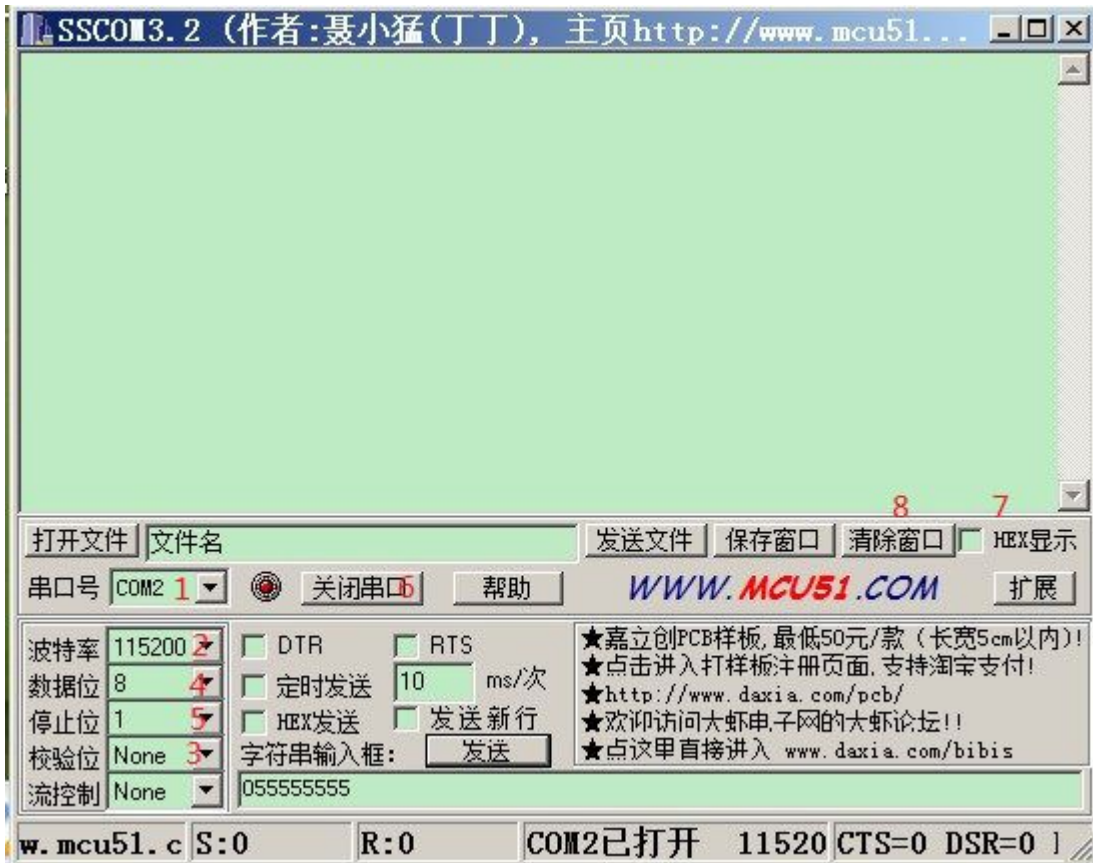 SSCOM3.2 (作者:聂小猛(丁丁), 主页http://www.mcu51...
8 7
打开文件 文件名 发送文件 保存窗口 清除窗口 HEX显示
串口号 COM2 1 关闭串口 6 帮助 WWW.MCU51.COM 扩展
波特率 115200 2 DTR RTS
数据位 8 4 定时发送 10 ms/次
停止位 1 5 HEX发送 发送新行
校验位 None 3 字符串输入框: 发送
流控制 None 055555555
★嘉立创PCB样板,最低50元/款(长宽5cm以内)!
★点击进入打样板注册页面,支持淘宝支付!
★http://www.daxia.com/pcb/
★欢迎访问大虾电子网的大虾论坛!!
★点这里直接进入 www.daxia.com/bibis
w.mcu51.c S:0 R:0 COM2已打开 11520 CTS=0 DSR=0